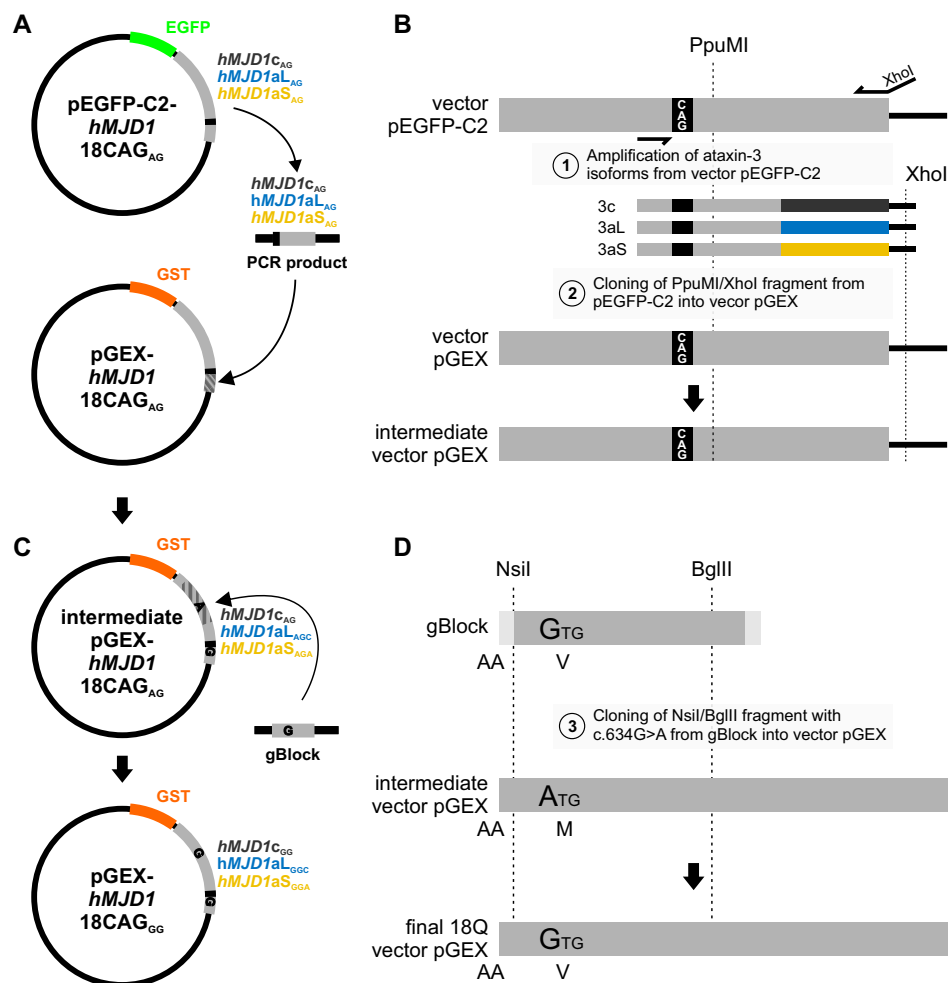 A
EGFP
pEGFP-C2-
hMJD1
18CAGAG
hMJD1cAG
hMJD1aLAG
hMJD1aSAG
hMJD1cAG
hMJD1aLAG
hMJD1aSAG
PCR product
GST
pGEX-
hMJD1
18CAGAG
B
PpuMI
XhoI
vector
pEGFP-C2
CAG
1 Amplification of ataxin-3
isoforms from vector pEGFP-C2
XhoI
3c
3aL
3aS
2 Cloning of PpuMI/XhoI fragment from
pEGFP-C2 into vecor pGEX
vector
pGEX
CAG
intermediate
vector pGEX
CAG
C
GST
intermediate
pGEX-
hMJD1
18CAGAG
A
G
hMJD1cAG
hMJD1aLAGC
hMJD1aSAGA
G
gBlock
GST
pGEX-
hMJD1
18CAGGG
G
G
hMJD1cGG
hMJD1aLGGC
hMJD1aSGGA
D
NsiI
BglII
gBlock
GTG
AA V
3 Cloning of NsiI/BglII fragment with
c.634G>A from gBlock into vector pGEX
intermediate
vector pGEX
ATG
AA M
final 18Q
vector pGEX
GTG
AA V